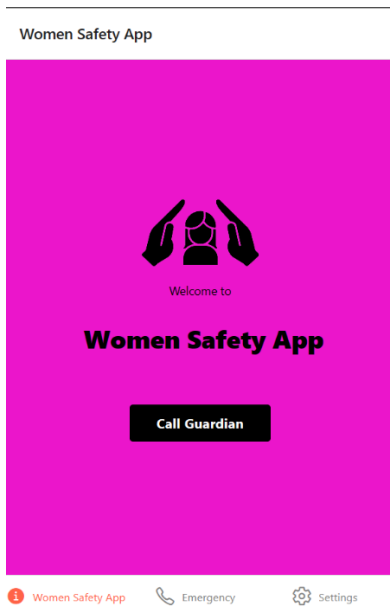 Women Safety App
Welcome to
Women Safety App
Call Guardian
Women Safety App Emergency Settings